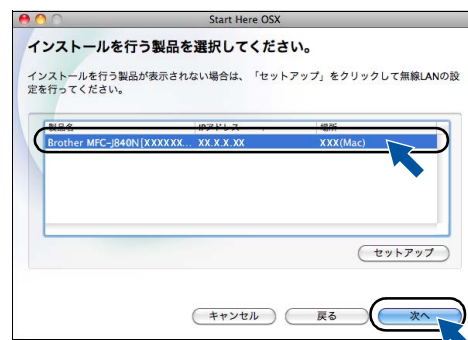 Start Here OSX
インストールを行う製品を選択してください。
インストールを行う製品が表示されない場合は、「セットアップ」をクリックして無線LANの設
定を行ってください。
製品名 IPアドレス 場所
Brother MFC-J840N[XXXXXX... XX.X.X.XX XXX(Mac)
セットアップ
キャンセル 戻る 次へ